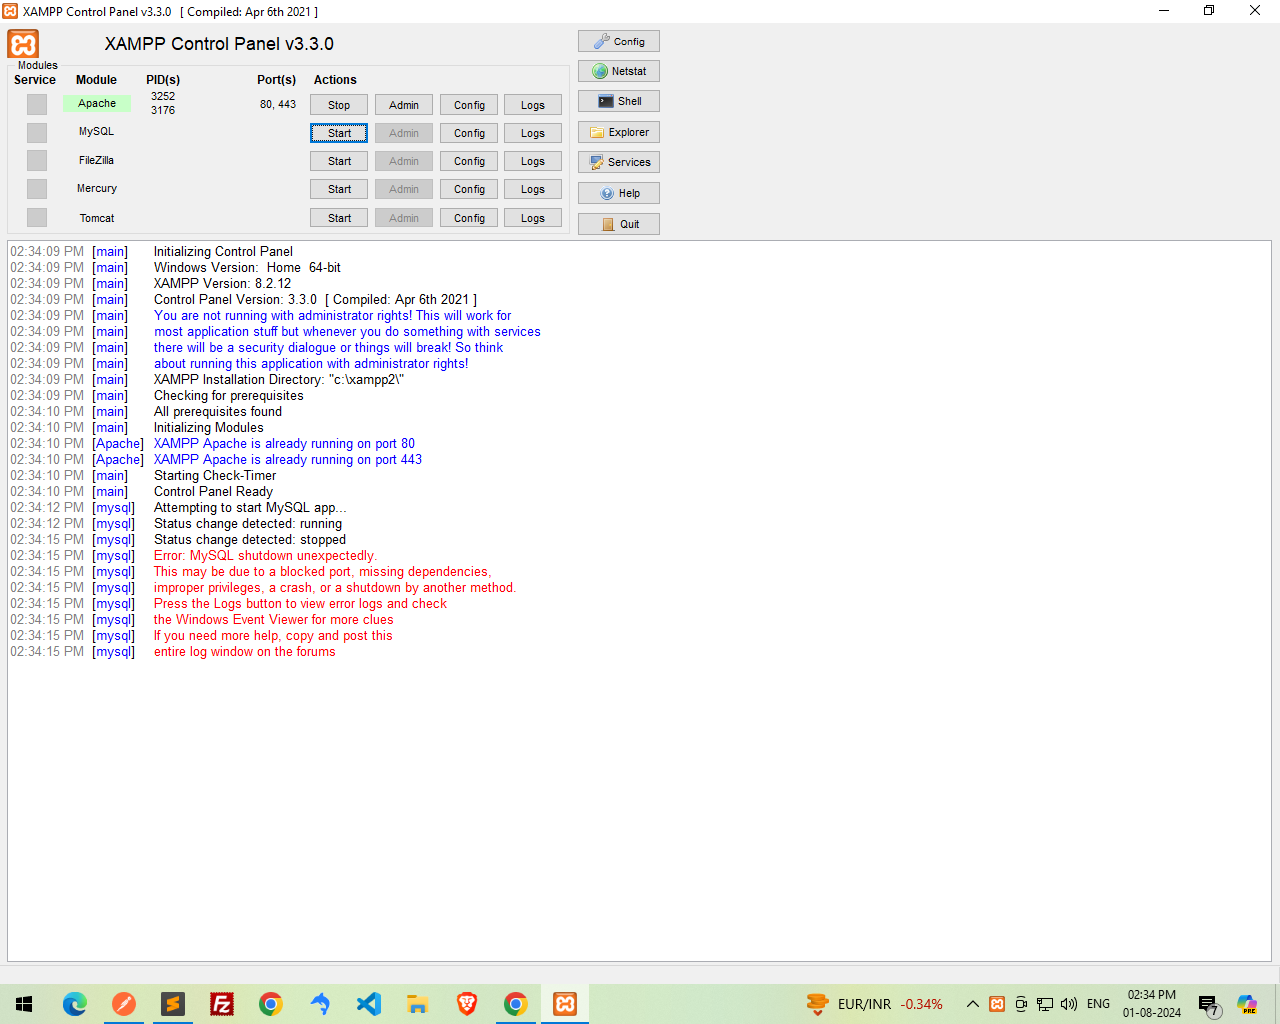 XAMPP Control Panel v3.3.0 [ Compiled: Apr 6th 2021 ]
XAMPP Control Panel v3.3.0
Config
Modules
Service Module PID(s) Port(s) Actions
Netstat
Apache 3252 3176 80, 443 Stop Admin Config Logs
Shell
MySQL Start Admin Config Logs
Explorer
FileZilla Start Admin Config Logs
Services
Mercury Start Admin Config Logs
Help
Tomcat Start Admin Config Logs
Quit
02:34:09 PM [main] Initializing Control Panel
02:34:09 PM [main] Windows Version: Home 64-bit
02:34:09 PM [main] XAMPP Version: 8.2.12
02:34:09 PM [main] Control Panel Version: 3.3.0 [ Compiled: Apr 6th 2021 ]
02:34:09 PM [main] You are not running with administrator rights! This will work for
02:34:09 PM [main] most application stuff but whenever you do something with services
02:34:09 PM [main] there will be a security dialogue or things will break! So think
02:34:09 PM [main] about running this application with administrator rights!
02:34:09 PM [main] XAMPP Installation Directory: "c:\xampp2\"
02:34:09 PM [main] Checking for prerequisites
02:34:10 PM [main] All prerequisites found
02:34:10 PM [main] Initializing Modules
02:34:10 PM [Apache] XAMPP Apache is already running on port 80
02:34:10 PM [Apache] XAMPP Apache is already running on port 443
02:34:10 PM [main] Starting Check-Timer
02:34:10 PM [main] Control Panel Ready
02:34:12 PM [mysql] Attempting to start MySQL app...
02:34:12 PM [mysql] Status change detected: running
02:34:15 PM [mysql] Status change detected: stopped
02:34:15 PM [mysql] Error: MySQL shutdown unexpectedly.
02:34:15 PM [mysql] This may be due to a blocked port, missing dependencies,
02:34:15 PM [mysql] improper privileges, a crash, or a shutdown by another method.
02:34:15 PM [mysql] Press the Logs button to view error logs and check
02:34:15 PM [mysql] the Windows Event Viewer for more clues
02:34:15 PM [mysql] If you need more help, copy and post this
02:34:15 PM [mysql] entire log window on the forums
EUR/INR -0.34%
ENG
02:34 PM
01-08-2024
7
PRE